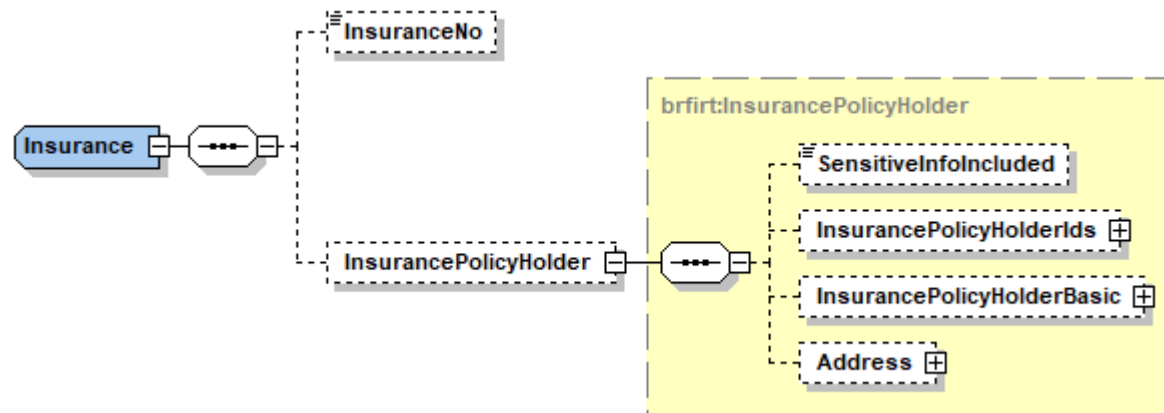 InsuranceNo
brfirt:InsurancePolicyHolder
Insurance
SensitiveInfoIncluded
InsurancePolicyHolderIds
InsurancePolicyHolder
InsurancePolicyHolderBasic
Address